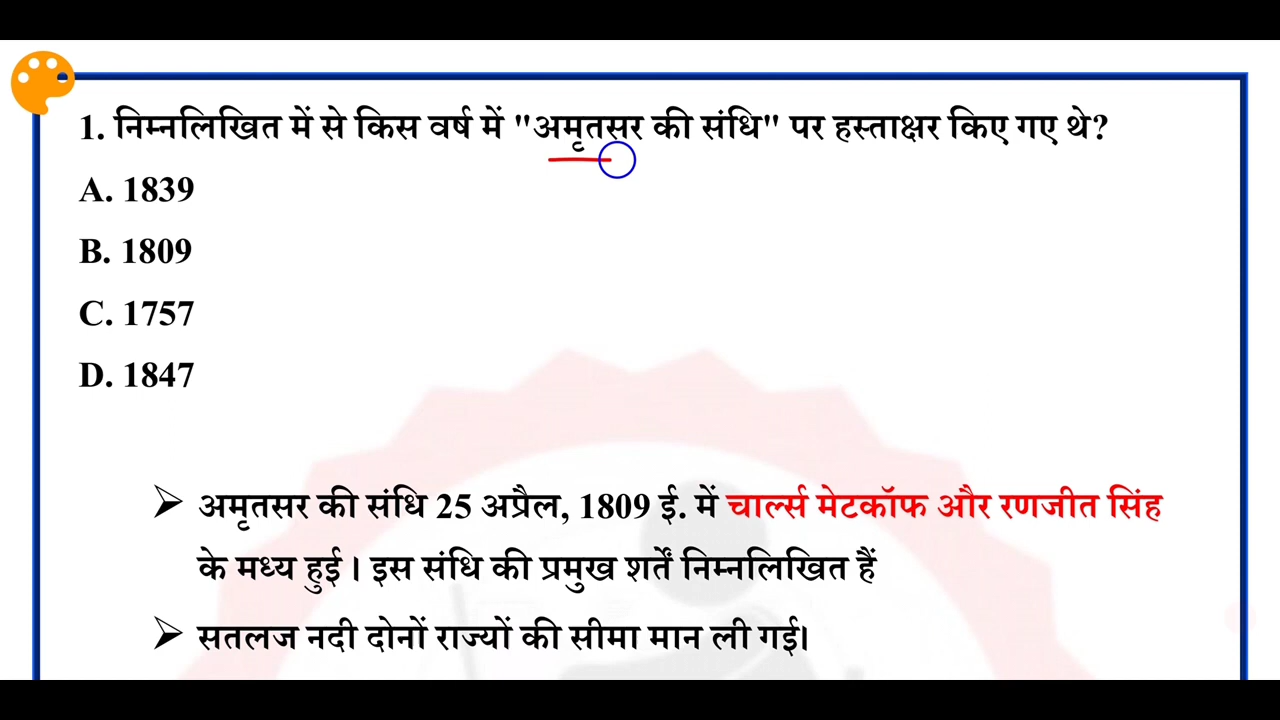 1. निम्नलिखित में से किस वर्ष में "अमृतसर की संधि" पर हस्ताक्षर किए गए थे?
A. 1839
B. 1809
C. 1757
D. 1847
➢ अमृतसर की संधि 25 अप्रैल, 1809 ई. में चार्ल्स मेटकॉफ और रणजीत सिंह
के मध्य हुई। इस संधि की प्रमुख शर्तें निम्नलिखित हैं
➢ सतलज नदी दोनों राज्यों की सीमा मान ली गई।